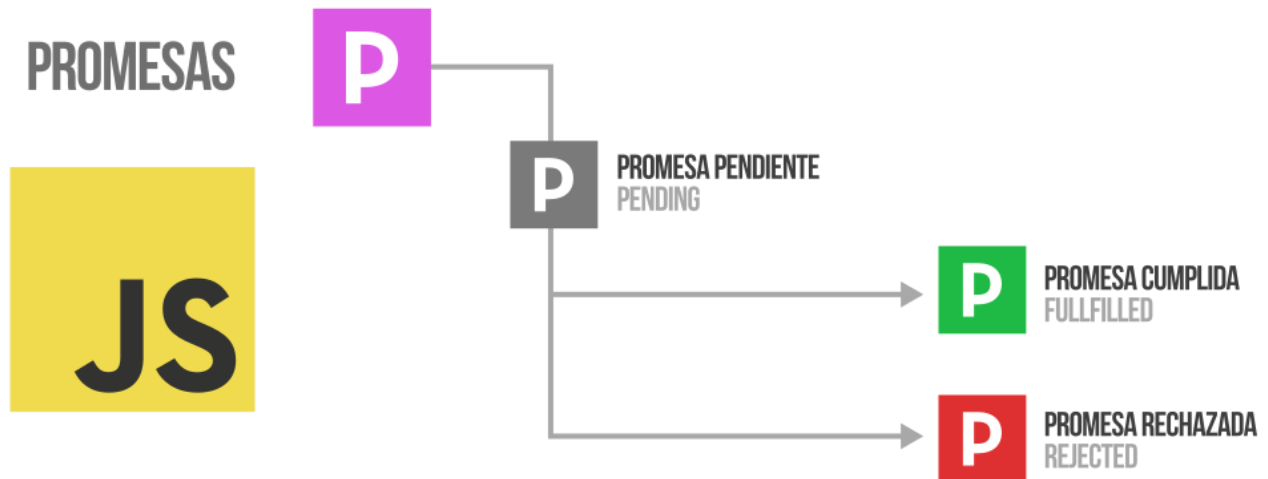 PROMESAS
P
P
PROMESA PENDIENTE
PENDING
JS
P
PROMESA CUMPLIDA
FULLFILLED
P
PROMESA RECHAZADA
REJECTED